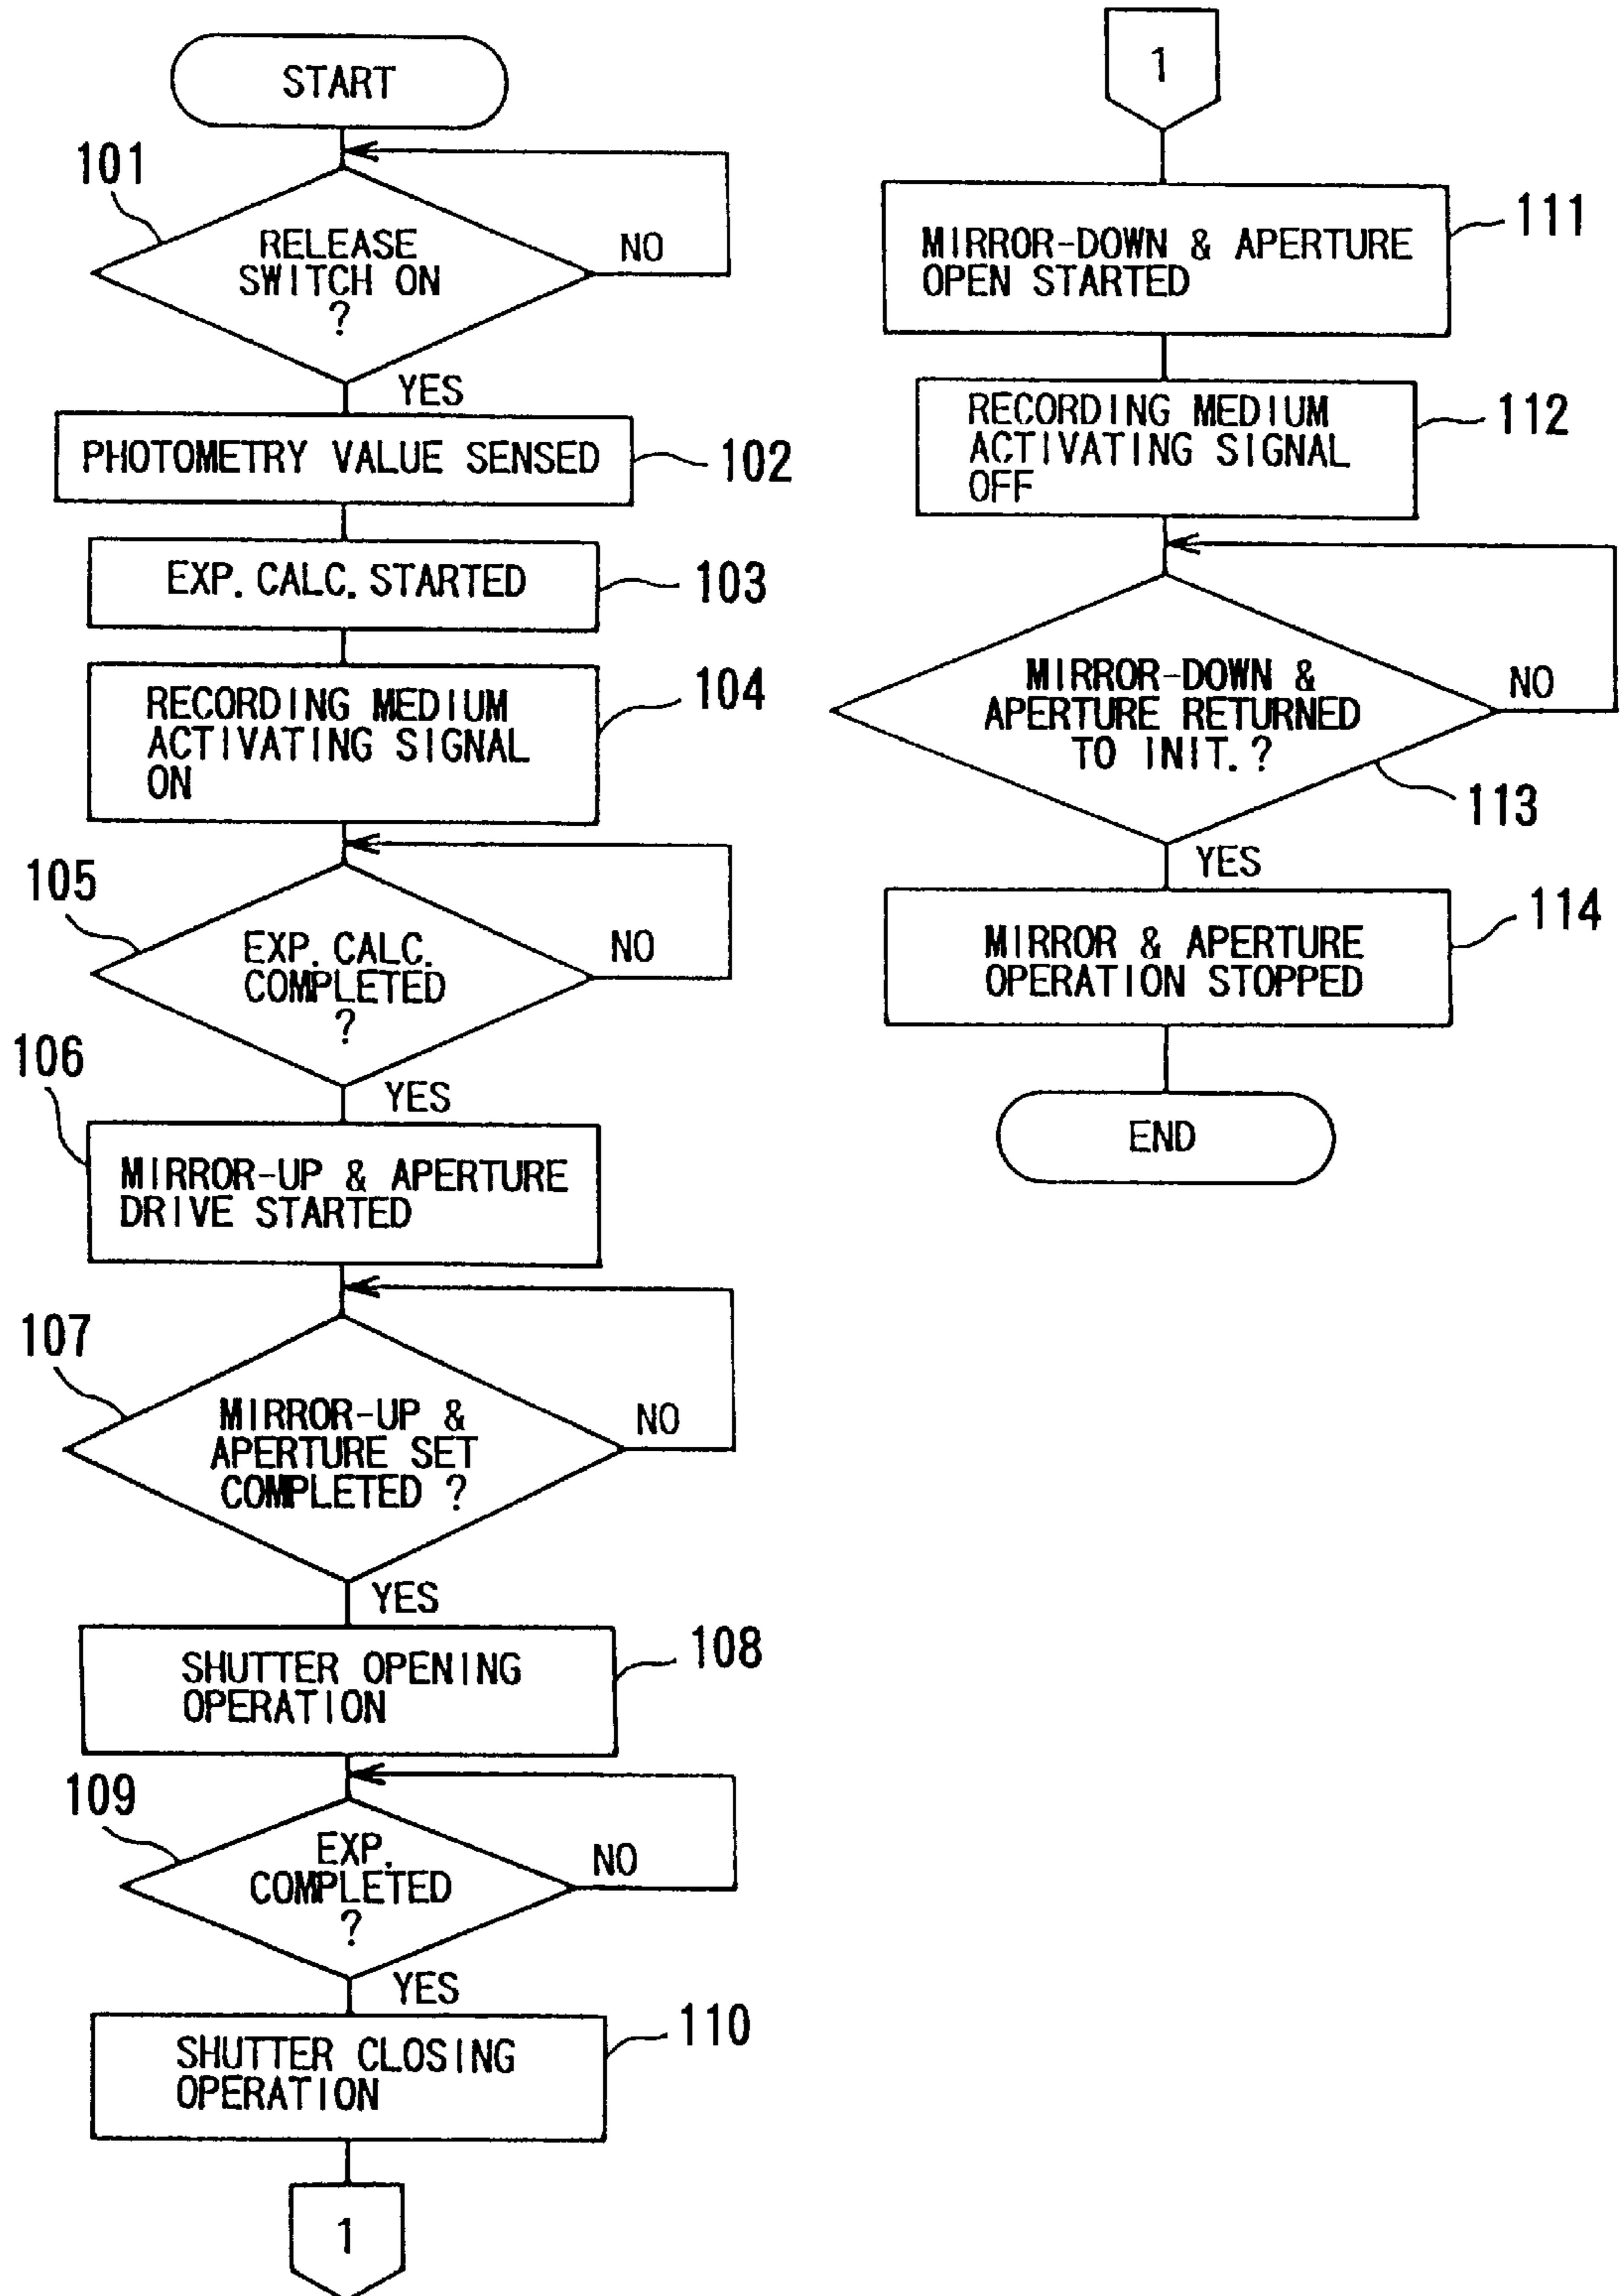 START
101
RELEASE
SWITCH ON
?
NO
YES
PHOTOMETRY VALUE SENSED
102
EXP. CALC. STARTED
103
RECORDING MEDIUM
ACTIVATING SIGNAL
ON
104
105
EXP. CALC.
COMPLETED
?
NO
YES
106
MIRROR-UP & APERTURE
DRIVE STARTED
107
MIRROR-UP &
APERTURE SET
COMPLETED ?
NO
YES
SHUTTER OPENING
OPERATION
108
109
EXP.
COMPLETED
?
NO
YES
SHUTTER CLOSING
OPERATION
110
1
1
MIRROR-DOWN & APERTURE
OPEN STARTED
111
RECORDING MEDIUM
ACTIVATING SIGNAL
OFF
112
MIRROR-DOWN &
APERTURE RETURNED
TO INIT. ?
NO
113
YES
MIRROR & APERTURE
OPERATION STOPPED
114
END